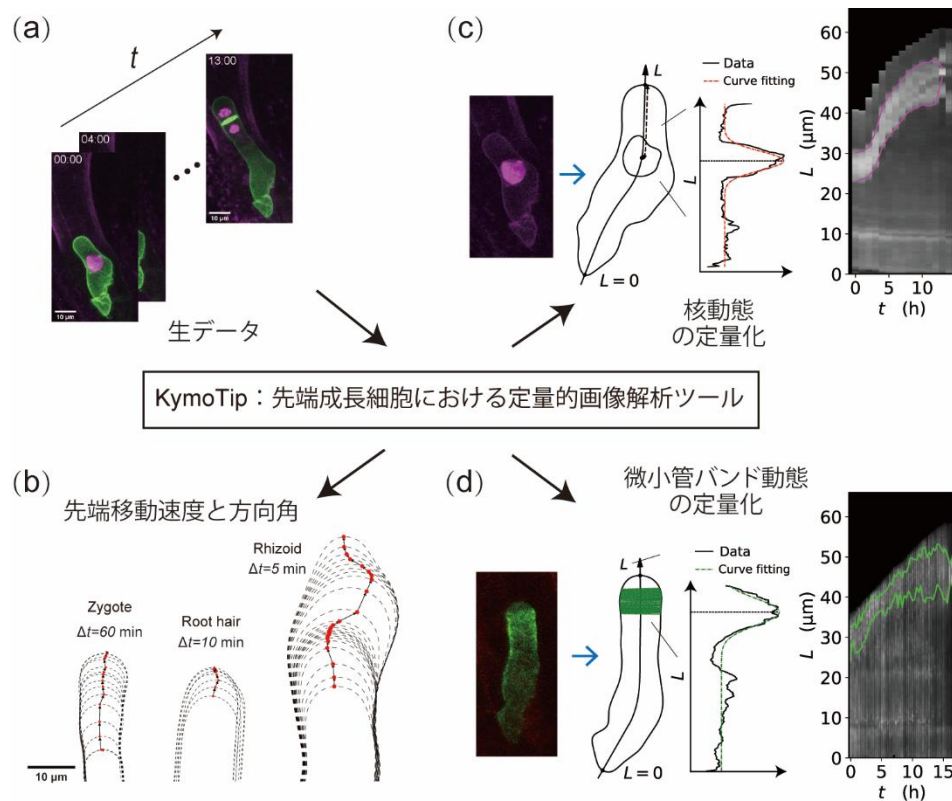 (a)
t
00:00
04:00
13:00
10 μm
10 μm
生データ
(c)
L
L = 0
Data
Curve fitting
L
L (μm)
60
50
40
30
20
10
0
0 5 10
t (h)
核動態
の定量化
KymoTip：先端成長細胞における定量的画像解析ツール
(b)
先端移動速度と方向角
Zygote
Δt=60 min
Root hair
Δt=10 min
Rhizoid
Δt=5 min
10 μm
(d)
微小管バンド動態
の定量化
L
L = 0
Data
Curve fitting
L
L (μm)
60
50
40
30
20
10
0
0 5 10 15
t (h)